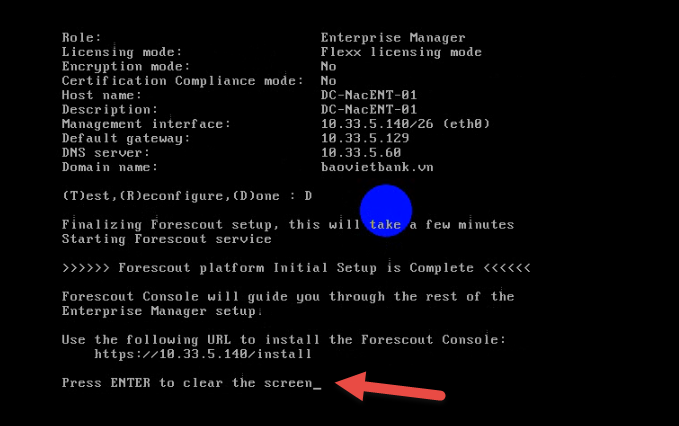 Role: Enterprise Manager
Licensing mode: Flexx licensing mode
Encryption mode: No
Certification Compliance mode: No
Host name: DC-NacENT-01
Description: DC-NacENT-01
Management interface: 10.33.5.140/26 (eth0)
Default gateway: 10.33.5.129
DNS server: 10.33.5.60
Domain name: baovietbank.vn
(T)est,(R)econfigure,(D)one : D
Finalizing Forescout setup, this will take a few minutes
Starting Forescout service
>>>>>> Forescout platform Initial Setup is Complete <<<<<<
Forescout Console will guide you through the rest of the
Enterprise Manager setup.
Use the following URL to install the Forescout Console:
https://10.33.5.140/install
Press ENTER to clear the screen_